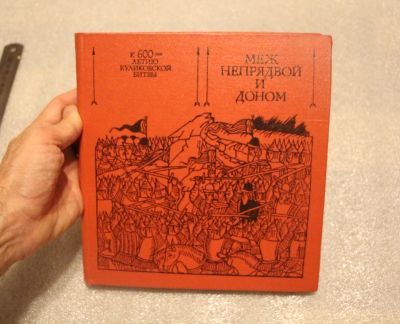 К 600-
ЛЕТИЮ
КУЛИКОВСКОЙ
БИТВЫ
МЕЖ
НЕПРЯДВОЙ
И
ДОНОМ